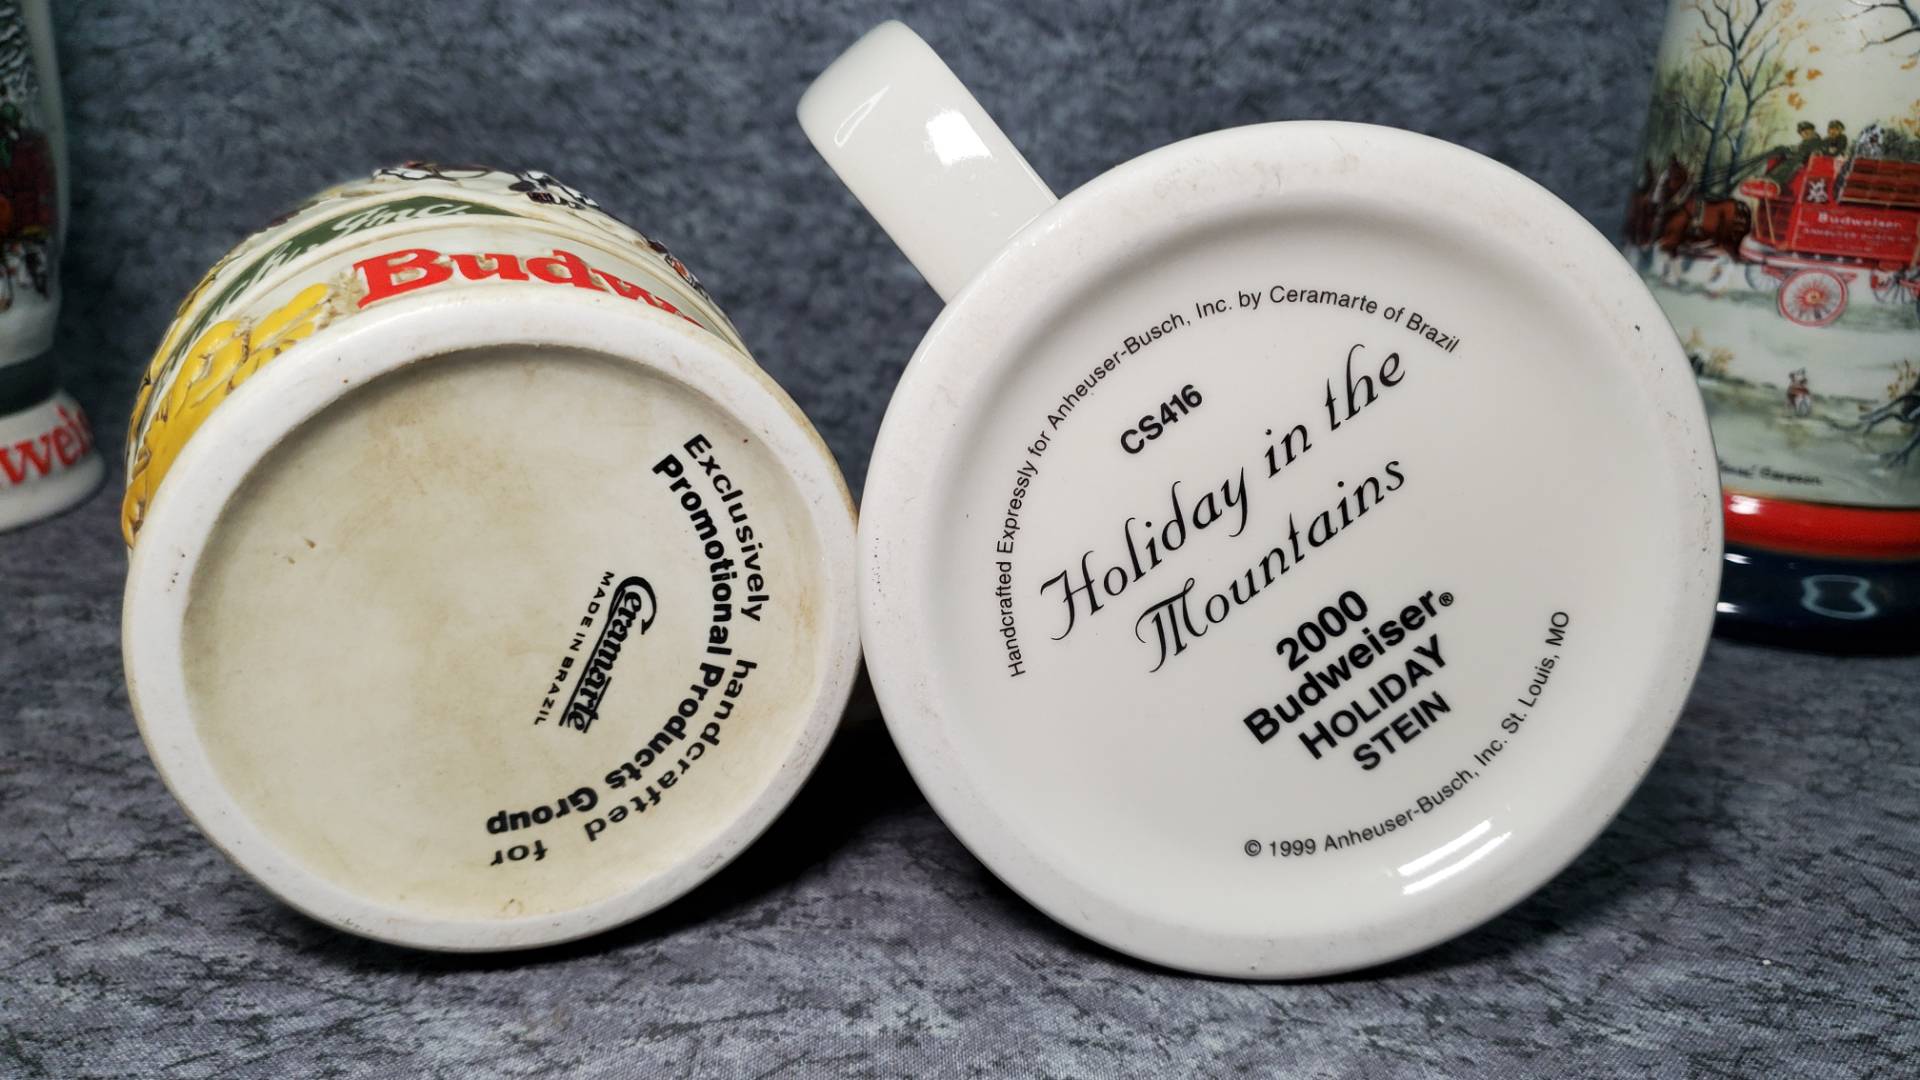 Inc.
Budw
Exclusively handcrafted for
Promotional Products Group
Ceramarte
MADE IN BRAZIL
Handcrafted Expressly for Anheuser-Busch, Inc. by Ceramarte of Brazil
CS416
Holiday in the
Mountains
2000
Budweiser®
HOLIDAY
STEIN
© 1999 Anheuser-Busch, Inc. St. Louis, MO
weis
Budweiser